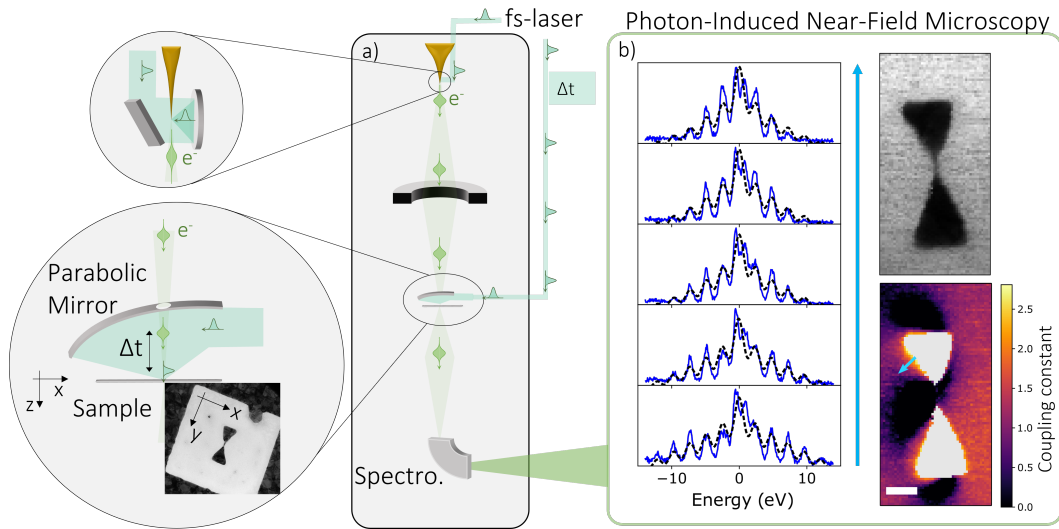 Photon-Induced Near-Field Microscopy
fs-laser
a)
b)
Δt
e⁻
e⁻
e⁻
Parabolic
Mirror
Δt
x
z
Sample
x
y
Spectro.
−10
0
10
Energy (eV)
2.5
2.0
1.5
1.0
0.5
0.0
Coupling constant